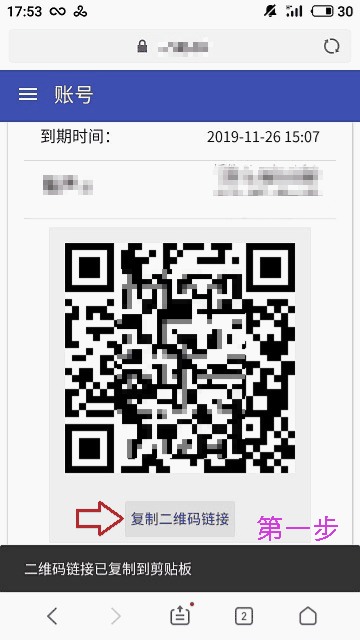 17:53
30
账号
到期时间：
2019-11-26 15:07
复制二维码链接
第一步
二维码链接已复制到剪贴板
2